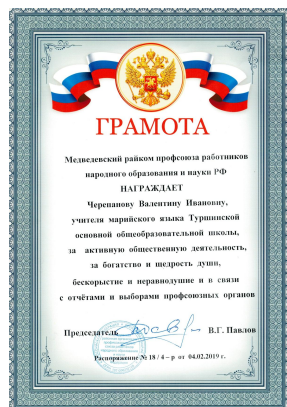 ГРАМОТА
Медведевский райком профсоюза работников
народного образования и науки РФ
НАГРАЖДАЕТ
Черепанову Валентину Ивановну,
учителя марийского языка Туршинской
основной общеобразовательной школы,
за активную общественную деятельность,
за богатство и щедрость души,
бескорыстие и неравнодушие и в связи
с отчётами и выборами профсоюзных органов
Председатель В.Г. Павлов
Распоряжение № 18 / 4 – р от 04.02.2019 г.